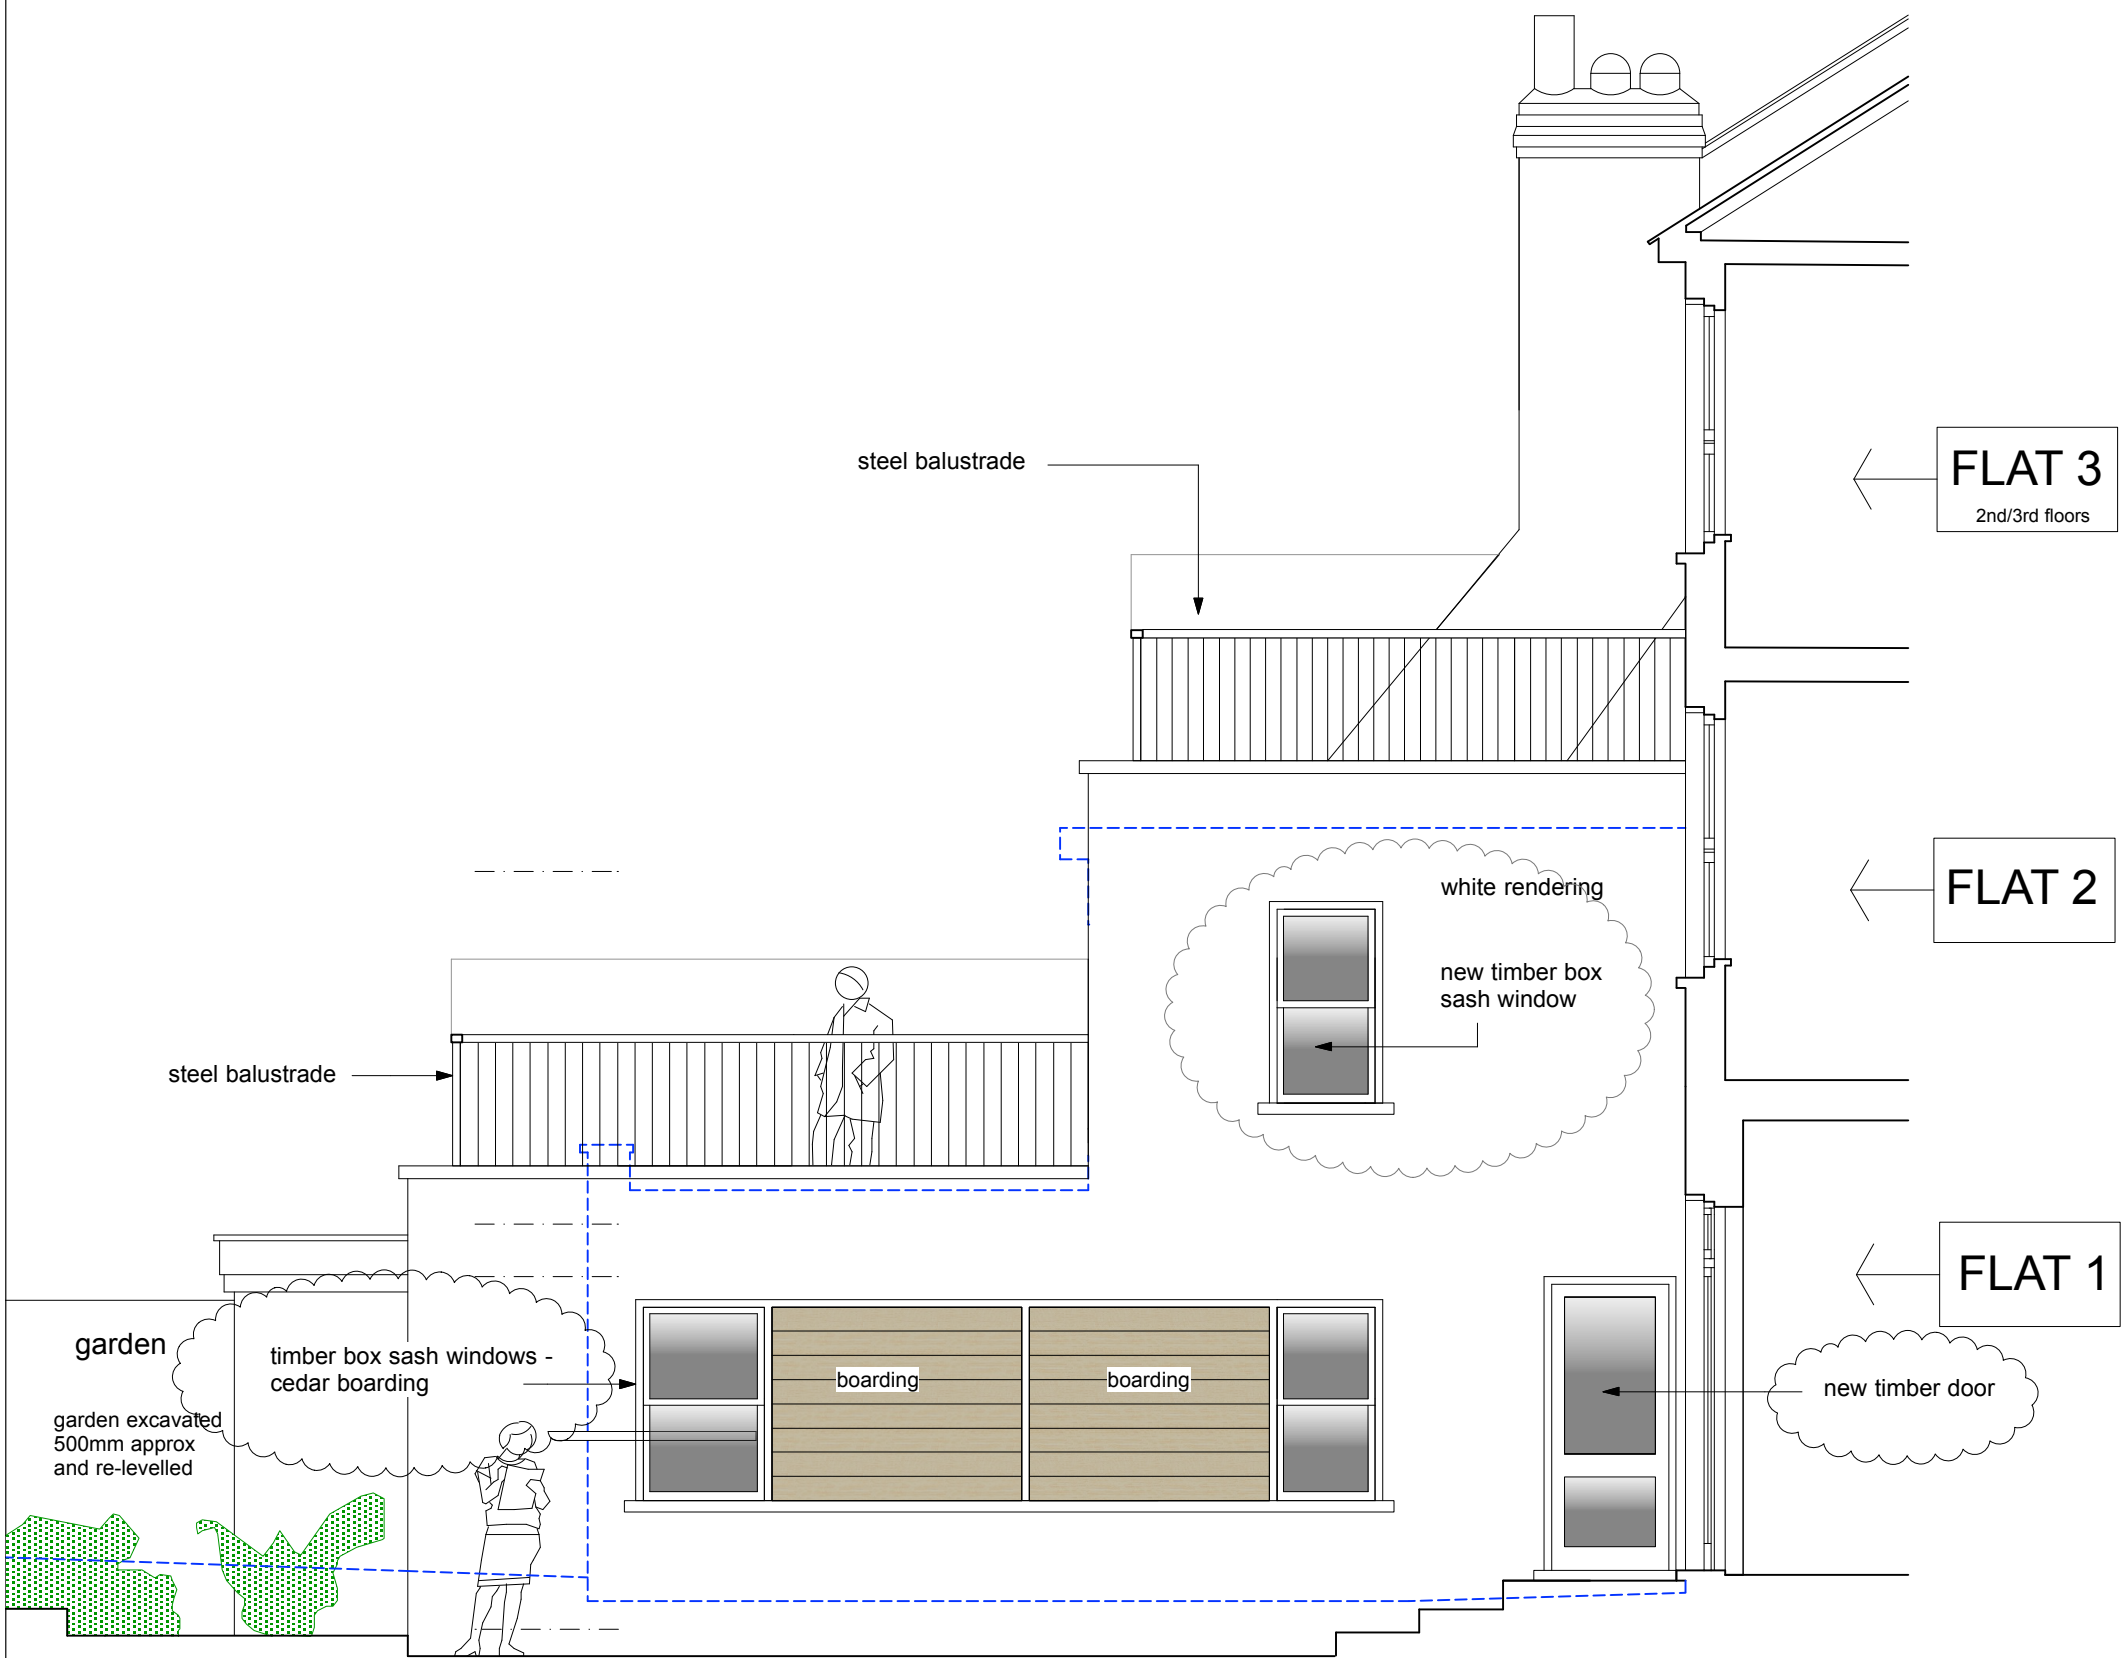 steel balustrade
FLAT 3
2nd/3rd floors
white rendering
FLAT 2
new timber box
sash window
steel balustrade
FLAT 1
garden
timber box sash windows -
cedar boarding
boarding
boarding
new timber door
garden excavated
500mm approx
and re-levelled